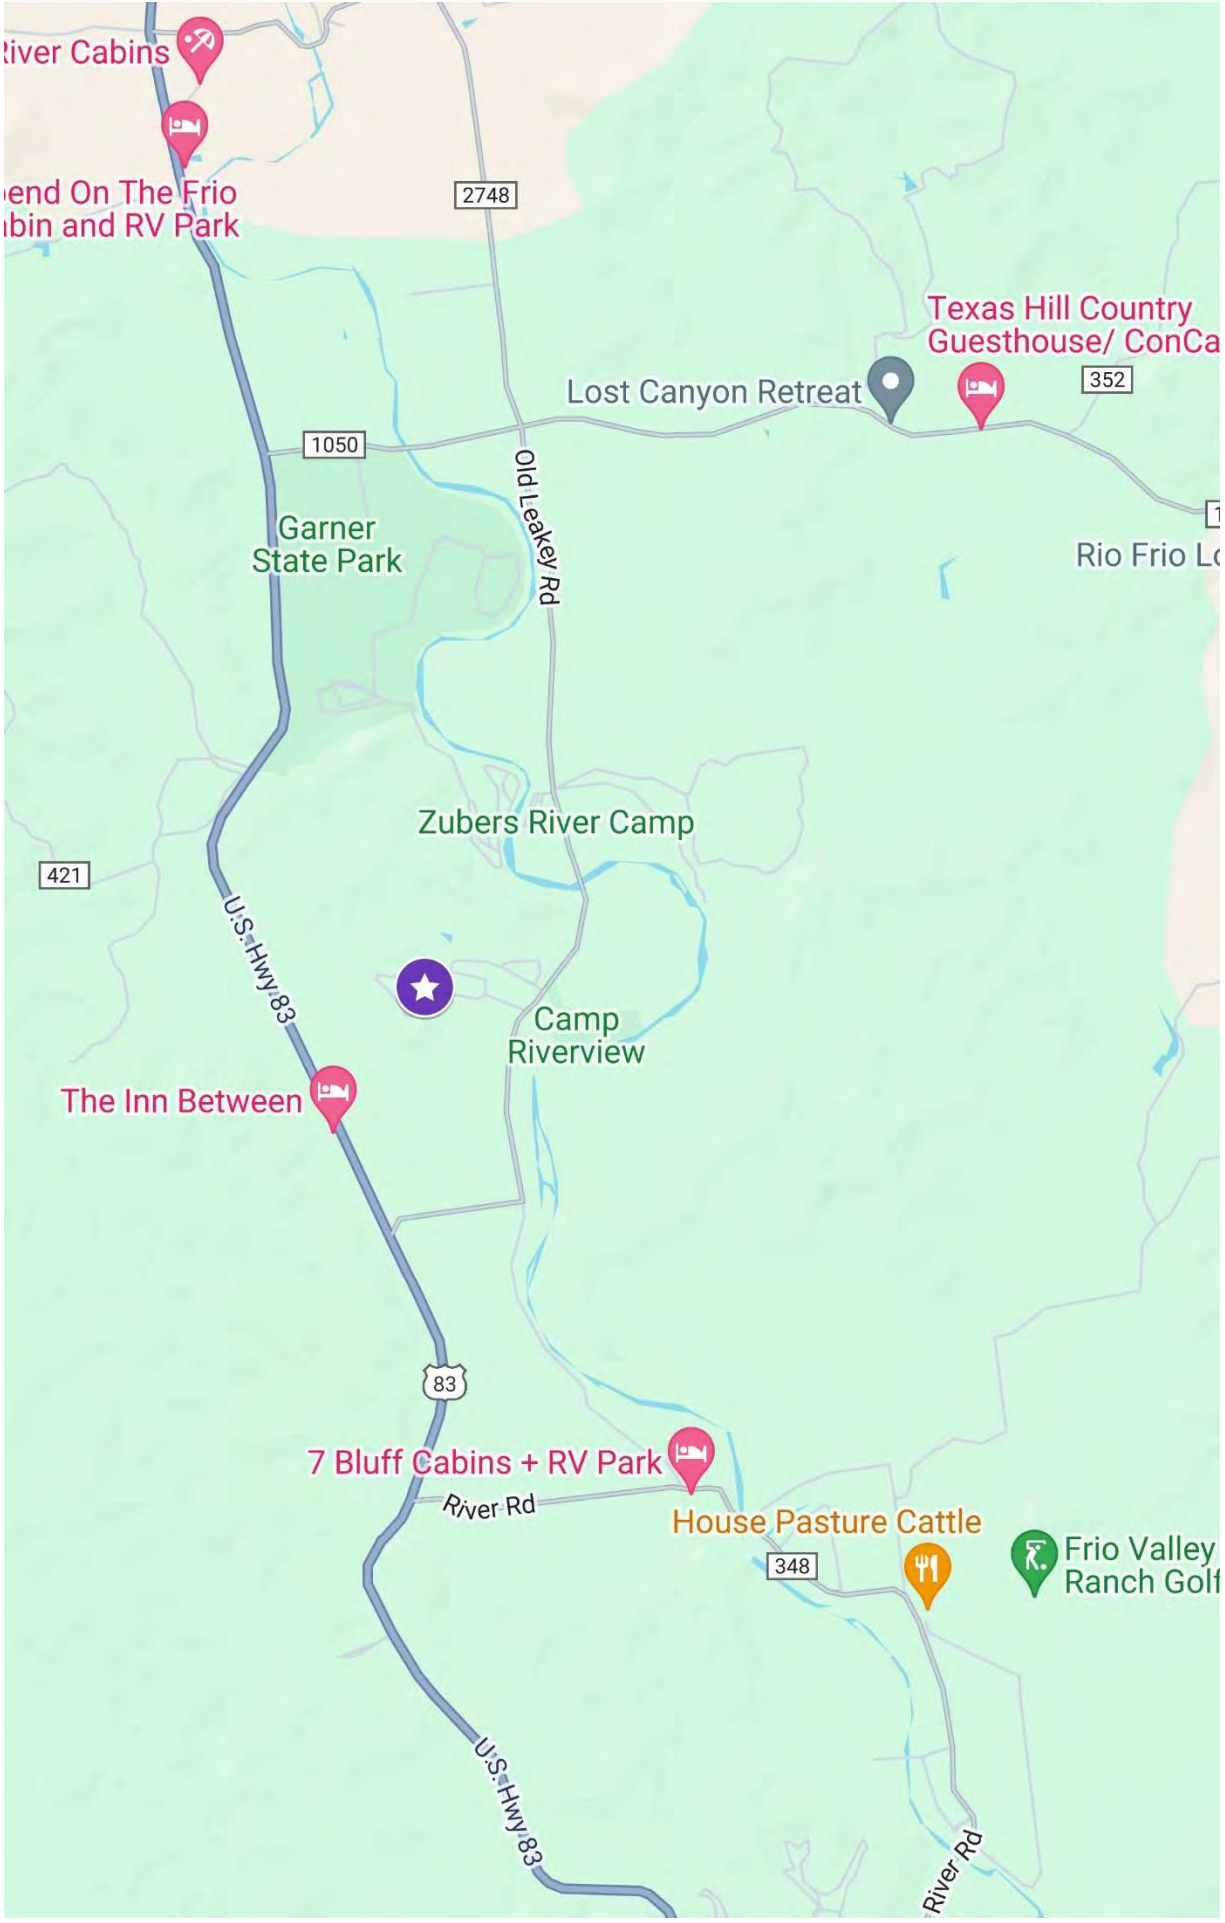 River Cabins
bend On The Frio
abin and RV Park
2748
Texas Hill Country
Guesthouse/ ConCa
352
Lost Canyon Retreat
1050
Old Leakey Rd
1
Garner
State Park
Rio Frio Lo
Zubers River Camp
421
U.S. Hwy 83
Camp
Riverview
The Inn Between
83
7 Bluff Cabins + RV Park
River Rd
House Pasture Cattle
348
Frio Valley
Ranch Golf
U.S. Hwy 83
River Rd